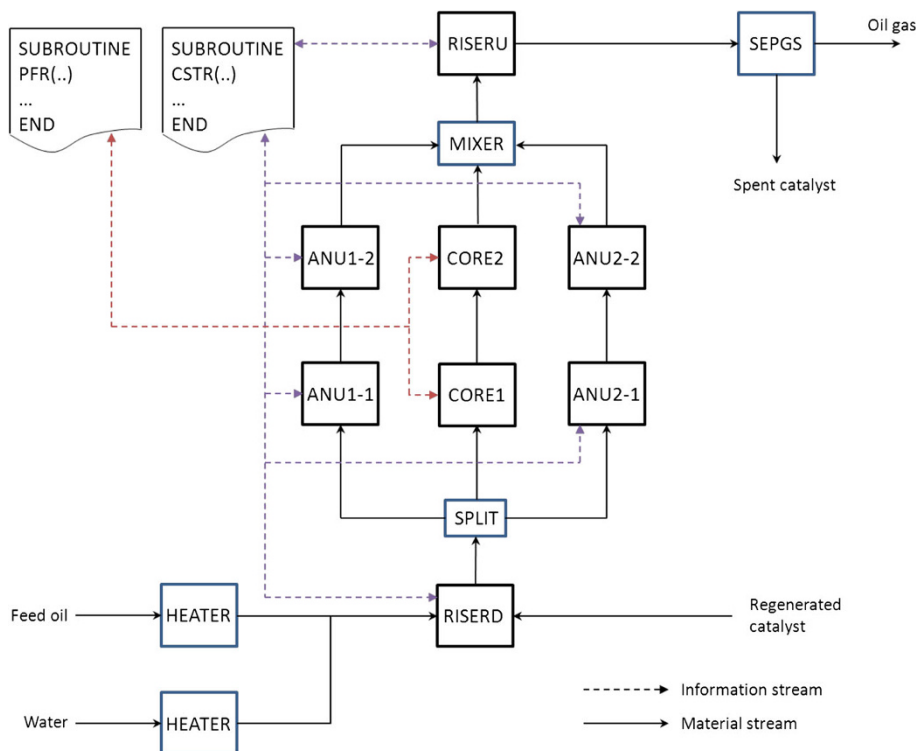 SUBROUTINE
PFR(..)
...
END
SUBROUTINE
CSTR(..)
...
END
RISERU
SEPGS
Oil gas
MIXER
Spent catalyst
ANU1-2
CORE2
ANU2-2
ANU1-1
CORE1
ANU2-1
SPLIT
Feed oil
HEATER
RISERD
Regenerated
catalyst
Water
HEATER
Information stream
Material stream